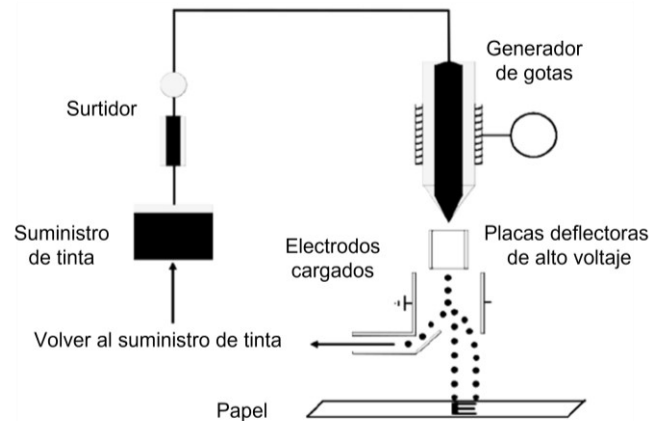 Generador
de gotas
Surtidor
Suministro
de tinta
Electrodos
cargados
Placas deflectoras
de alto voltaje
Volver al suministro de tinta
Papel